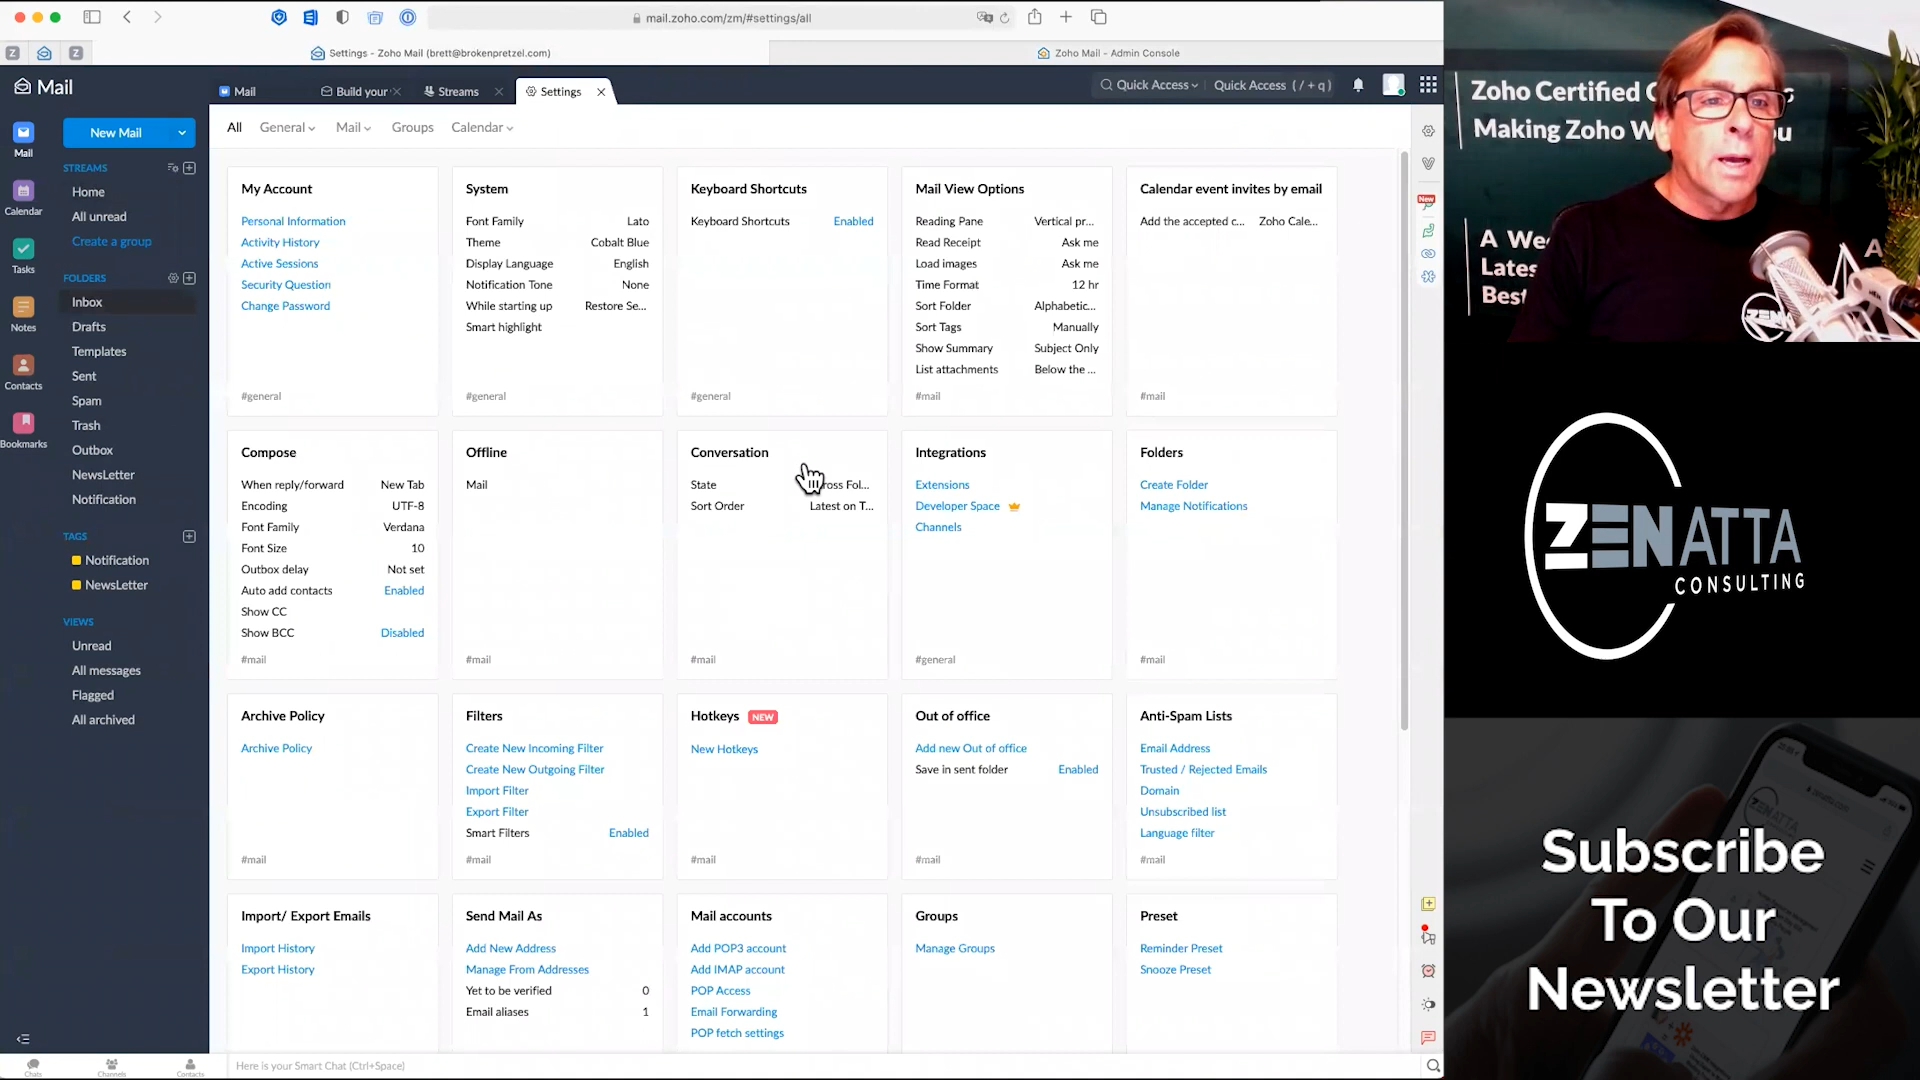 mail.zoho.com/zm/#settings/all
Settings - Zoho Mail (brett@brokenpretzel.com)
Zoho Mail - Admin Console
Mail
Mail
Build your
Streams
Settings
Quick Access
Quick Access ( / + q )
New Mail
All
General
Mail
Groups
Calendar
Mail
Calendar
Tasks
Notes
Contacts
Bookmarks
STREAMS
Home
All unread
Create a group
FOLDERS
Inbox
Drafts
Templates
Sent
Spam
Trash
Outbox
NewsLetter
Notification
TAGS
Notification
NewsLetter
VIEWS
Unread
All messages
Flagged
All archived
My Account
Personal Information
Activity History
Active Sessions
Security Question
Change Password
#general
System
Font Family Lato
Theme Cobalt Blue
Display Language English
Notification Tone None
While starting up Restore Se...
Smart highlight
#general
Keyboard Shortcuts
Keyboard Shortcuts Enabled
#general
Mail View Options
Reading Pane Vertical pr...
Read Receipt Ask me
Load images Ask me
Time Format 12 hr
Sort Folder Alphabetic...
Sort Tags Manually
Show Summary Subject Only
List attachments Below the ...
#mail
Calendar event invites by email
Add the accepted c... Zoho Cale...
#mail
Compose
When reply/forward New Tab
Encoding UTF-8
Font Family Verdana
Font Size 10
Outbox delay Not set
Auto add contacts Enabled
Show CC
Show BCC Disabled
#mail
Offline
Mail
#mail
Conversation
State ross Fol...
Sort Order Latest on T...
#mail
Integrations
Extensions
Developer Space
Channels
#general
Folders
Create Folder
Manage Notifications
#mail
Archive Policy
Archive Policy
#mail
Filters
Create New Incoming Filter
Create New Outgoing Filter
Import Filter
Export Filter
Smart Filters Enabled
#mail
Hotkeys NEW
New Hotkeys
#mail
Out of office
Add new Out of office
Save in sent folder Enabled
#mail
Anti-Spam Lists
Email Address
Trusted / Rejected Emails
Domain
Unsubscribed list
Language filter
#mail
Import/ Export Emails
Import History
Export History
Send Mail As
Add New Address
Manage From Addresses
Yet to be verified 0
Email aliases 1
Mail accounts
Add POP3 account
Add IMAP account
POP Access
Email Forwarding
POP fetch settings
Groups
Manage Groups
Preset
Reminder Preset
Snooze Preset
New
Chats
Channels
Contacts
Here is your Smart Chat (Ctrl+Space)
Zoho Certified C
Making Zoho W ou
A We
Lates
Best
A
ZEN
ZENATTA
CONSULTING
Subscribe
To Our
Newsletter